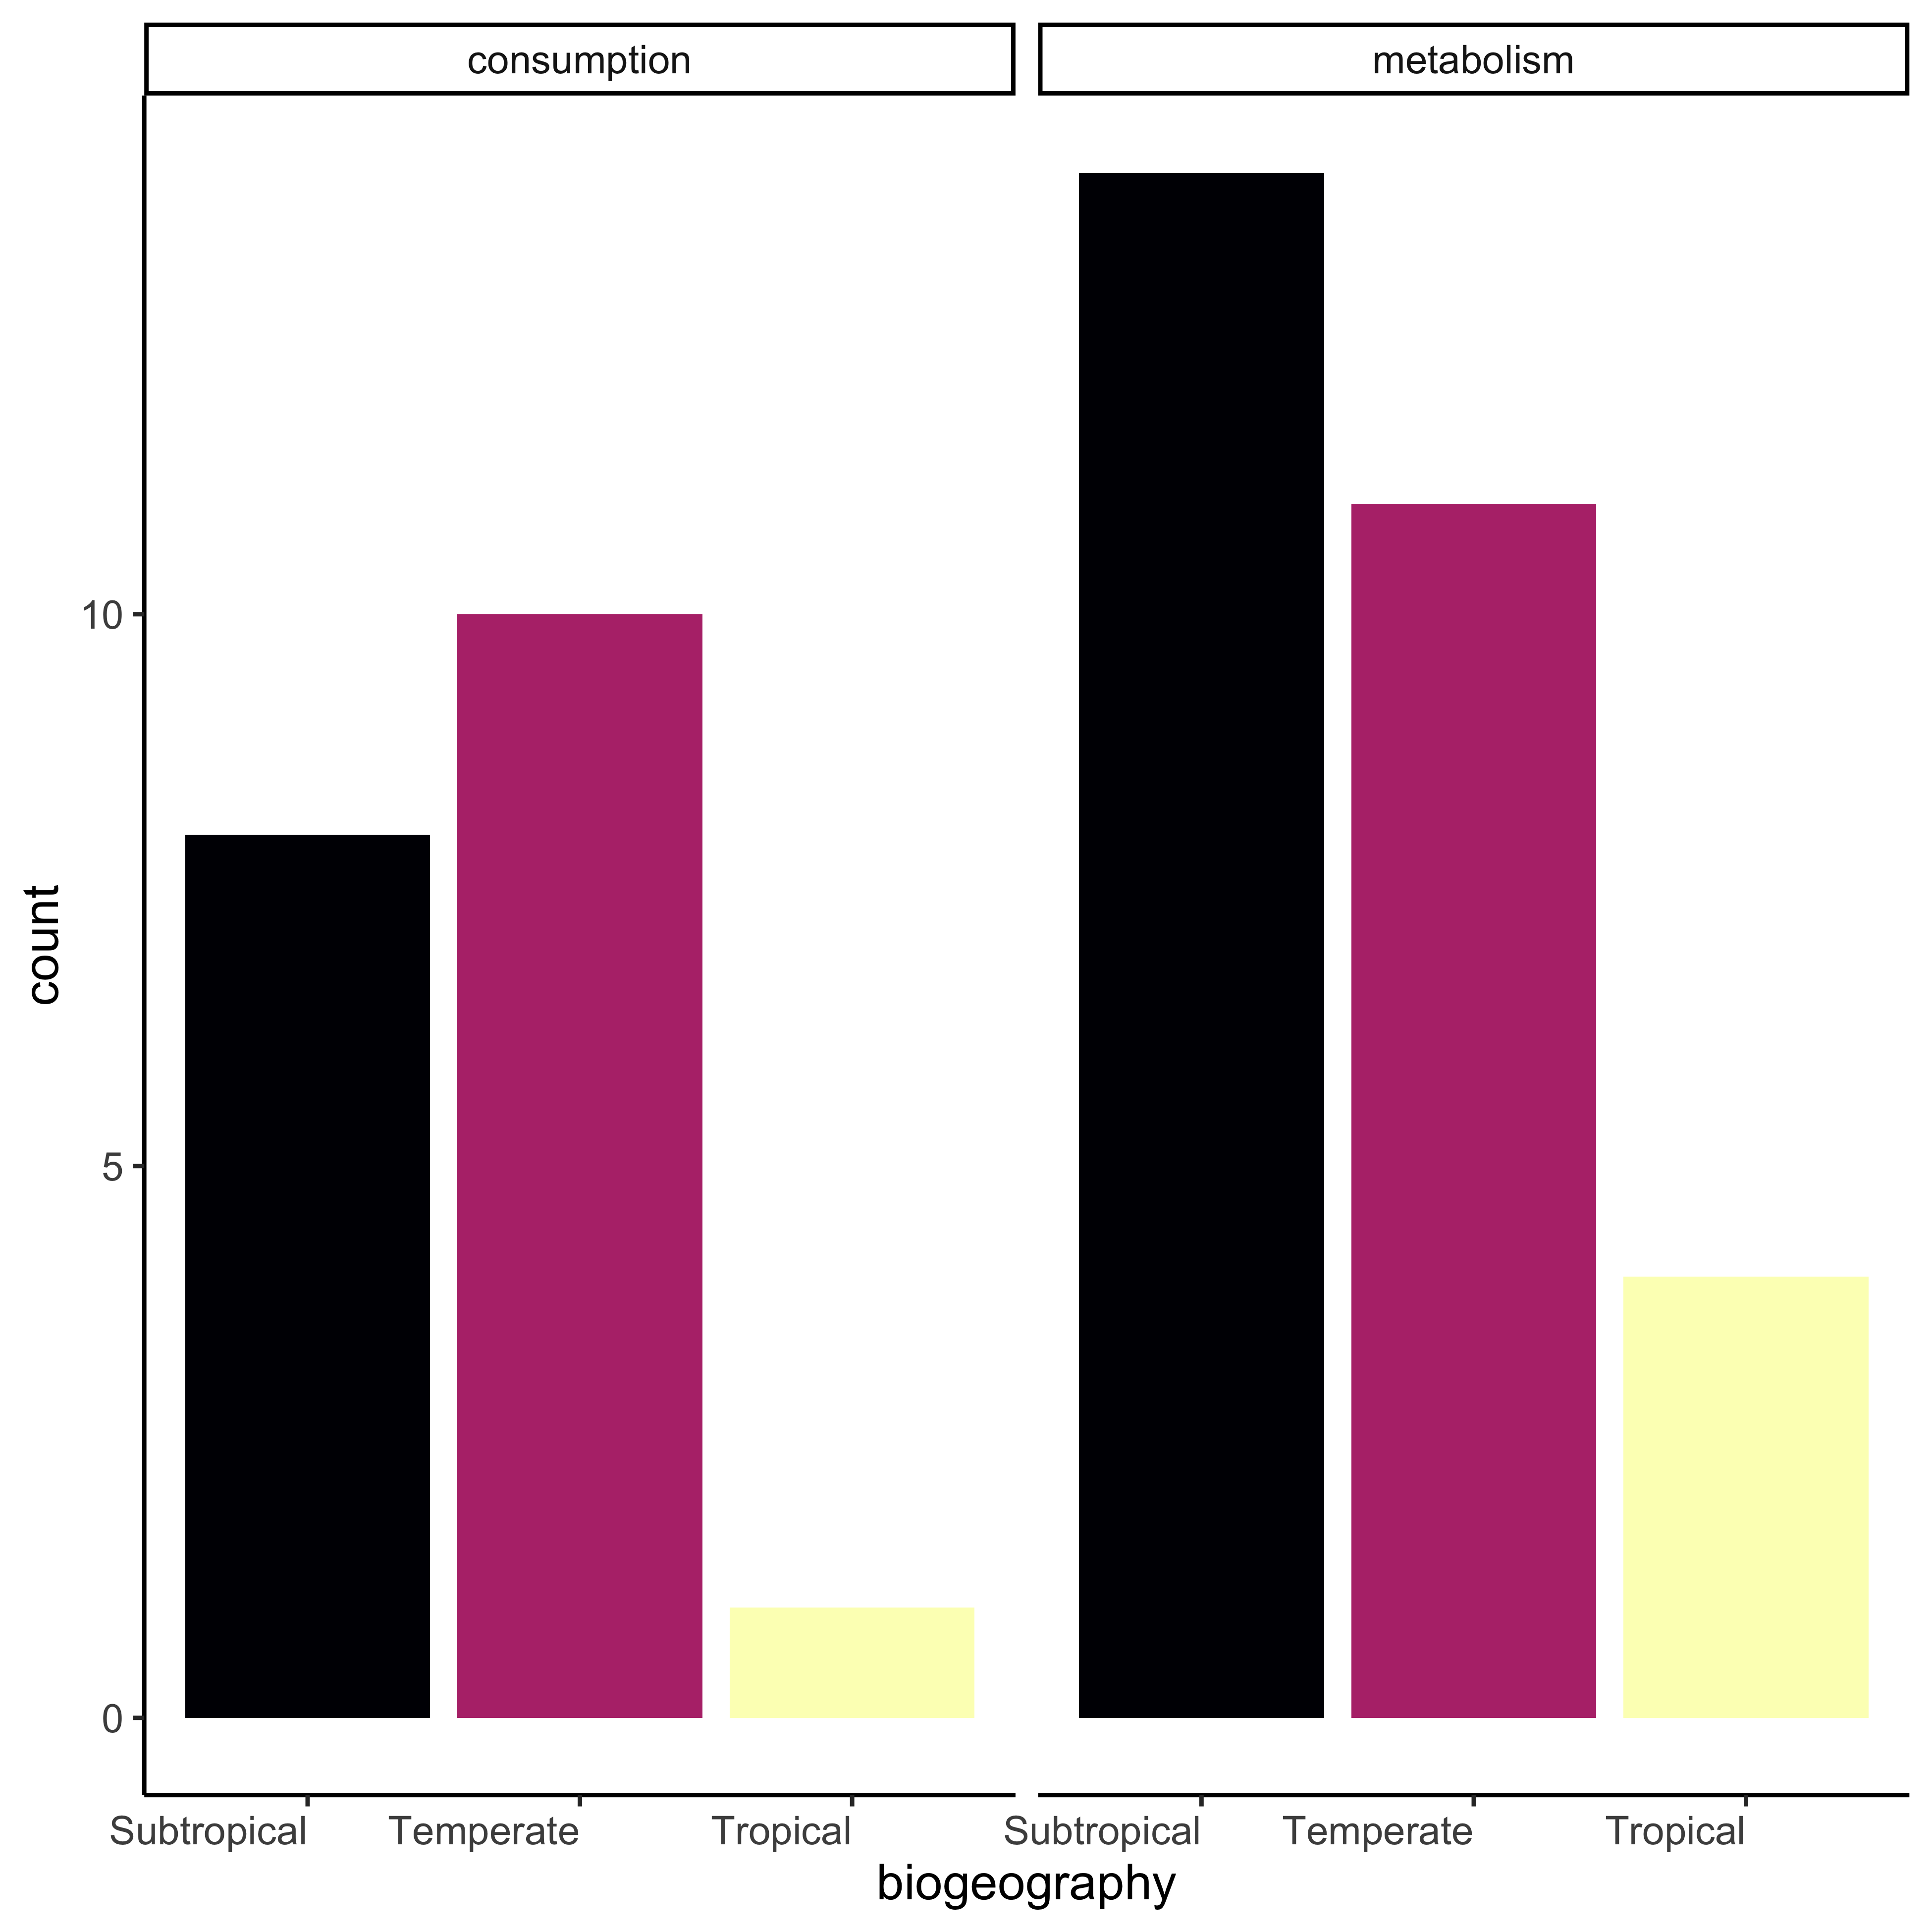 consumption metabolism
count
10
5
0
Subtropical Temperate Tropical Subtropical Temperate Tropical
biogeography